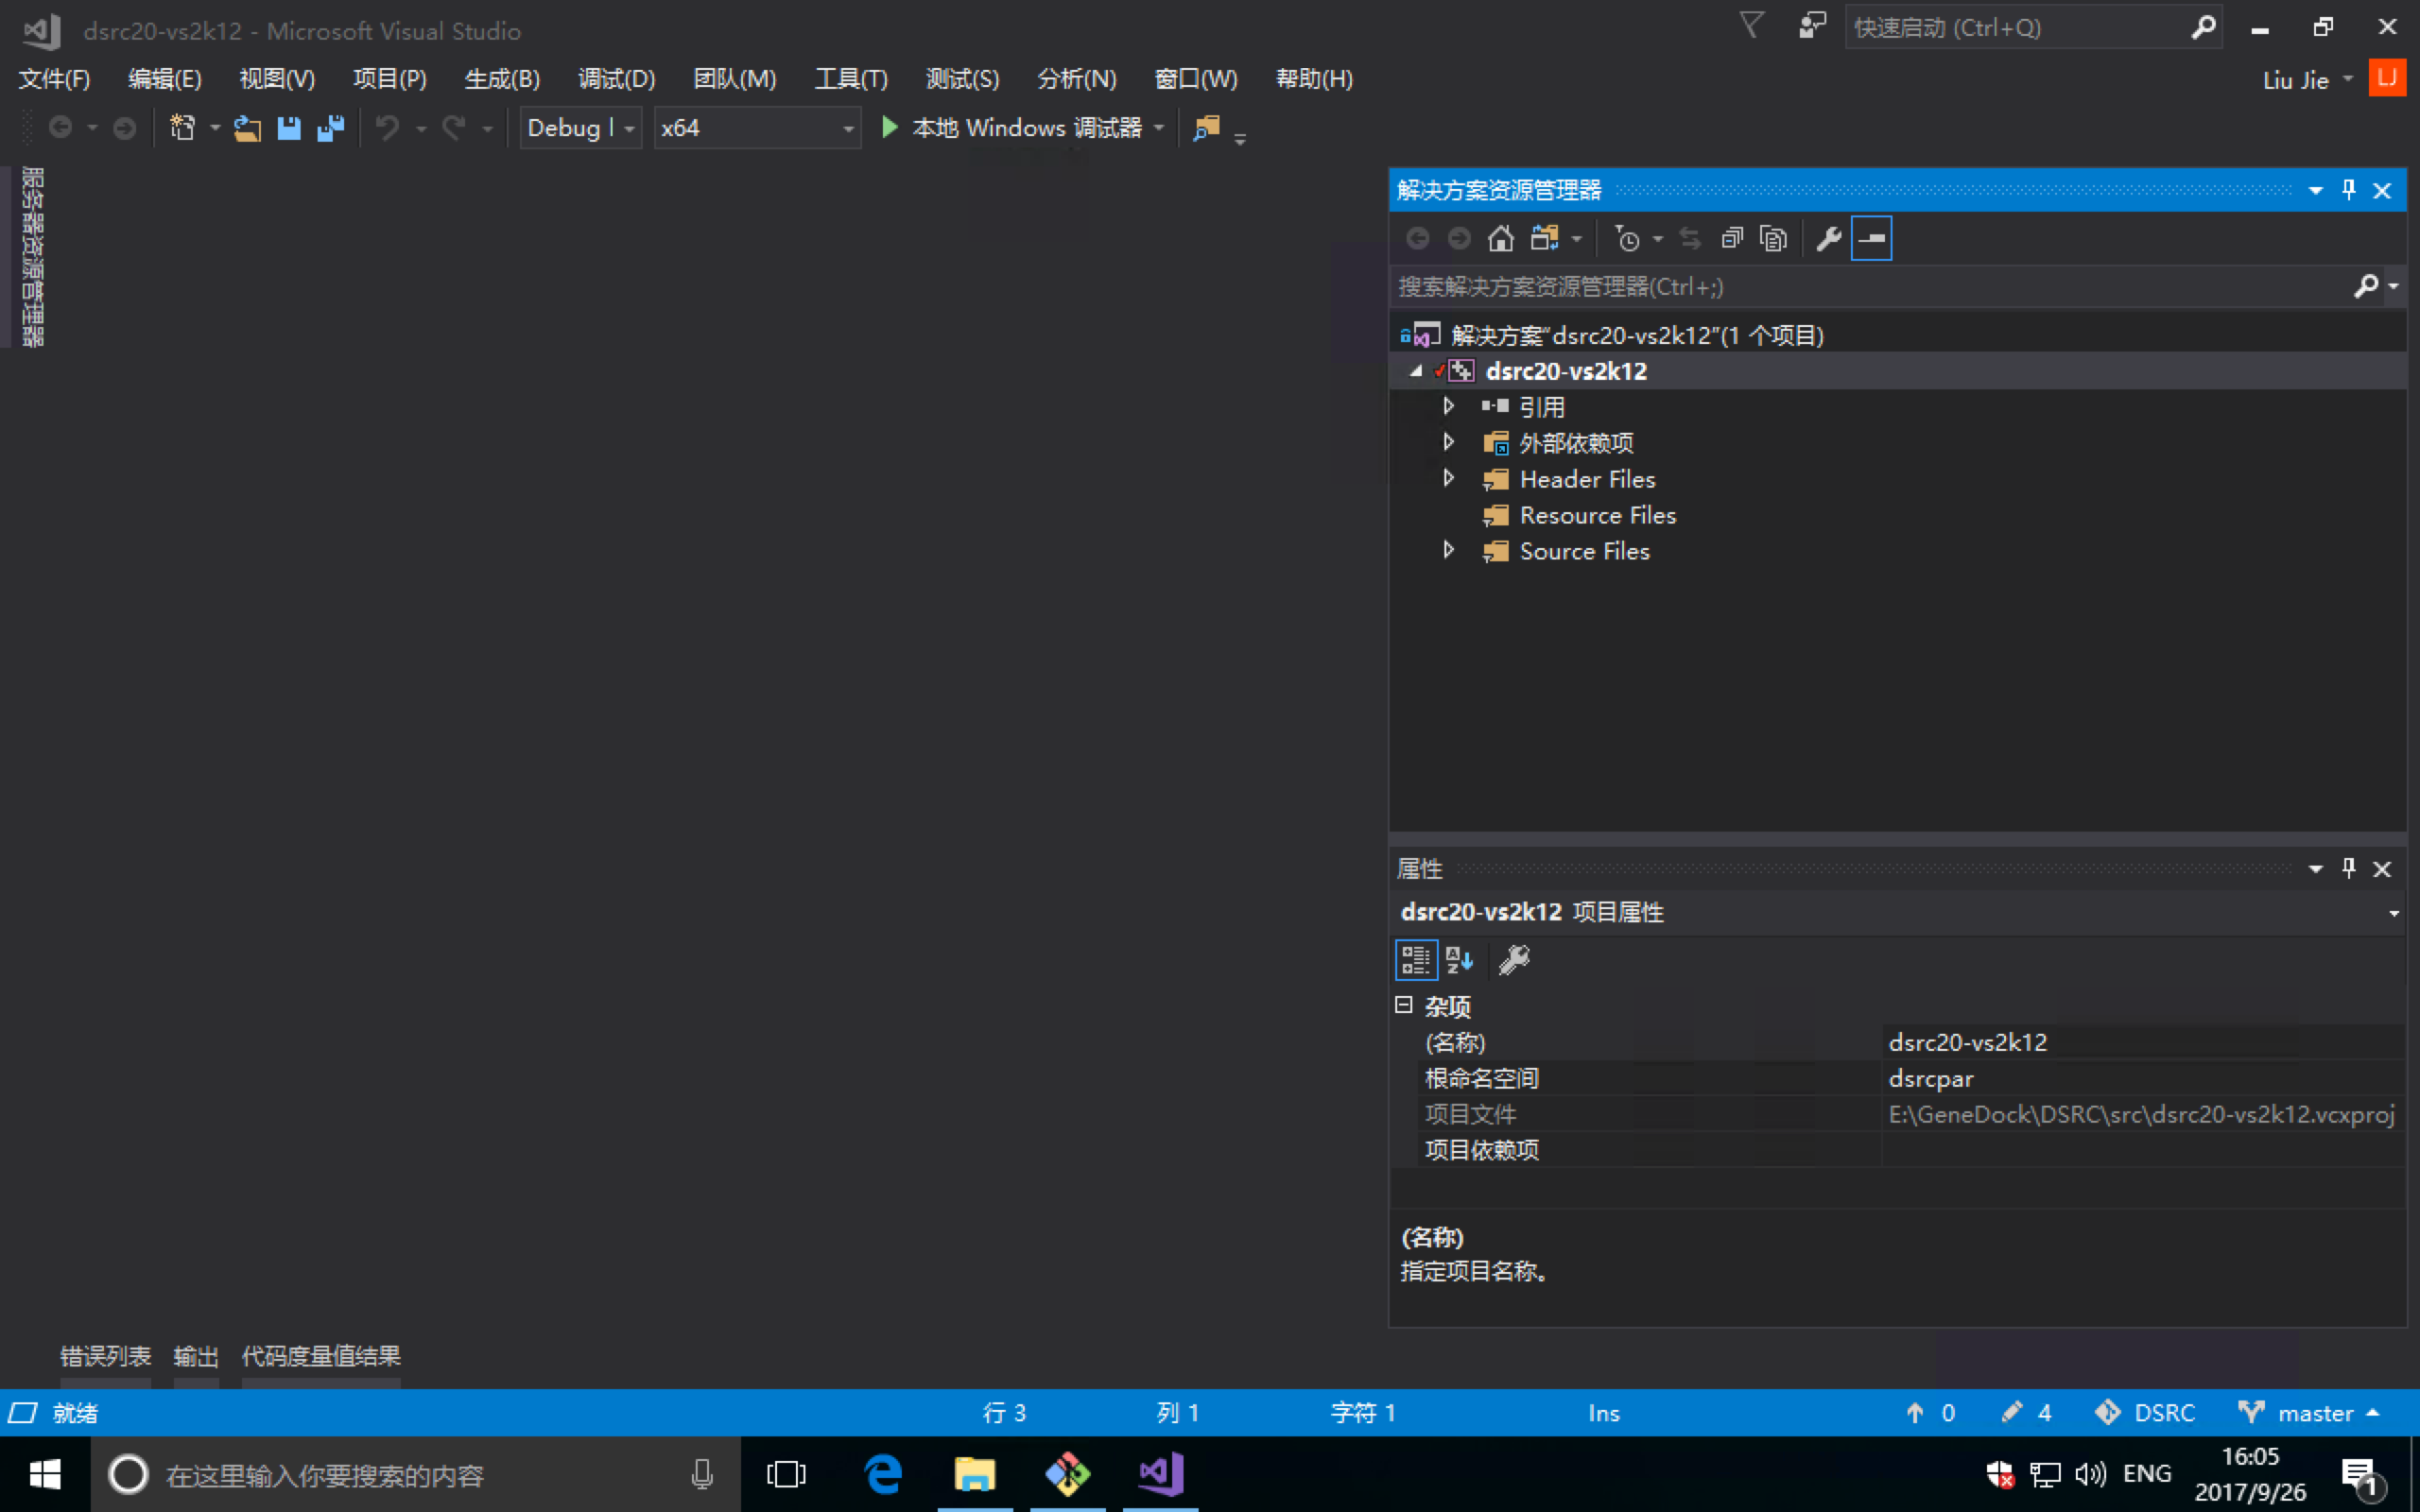 dsrc20-vs2k12 - Microsoft Visual Studio
快速启动 (Ctrl+Q)
文件(F) 编辑(E) 视图(V) 项目(P) 生成(B) 调试(D) 团队(M) 工具(T) 测试(S) 分析(N) 窗口(W) 帮助(H)
Liu Jie
LJ
Debug
x64
本地 Windows 调试器
服务器资源管理器
解决方案资源管理器
搜索解决方案资源管理器(Ctrl+;)
解决方案"dsrc20-vs2k12"(1 个项目)
dsrc20-vs2k12
引用
外部依赖项
Header Files
Resource Files
Source Files
属性
dsrc20-vs2k12 项目属性
杂项
(名称) dsrc20-vs2k12
根命名空间 dsrcpar
项目文件 E:\GeneDock\DSRC\src\dsrc20-vs2k12.vcxproj
项目依赖项
(名称)
指定项目名称。
错误列表 输出 代码度量值结果
就绪 行 3 列 1 字符 1 Ins 0 4 DSRC master
在这里输入你要搜索的内容
ENG
16:05
2017/9/26
1